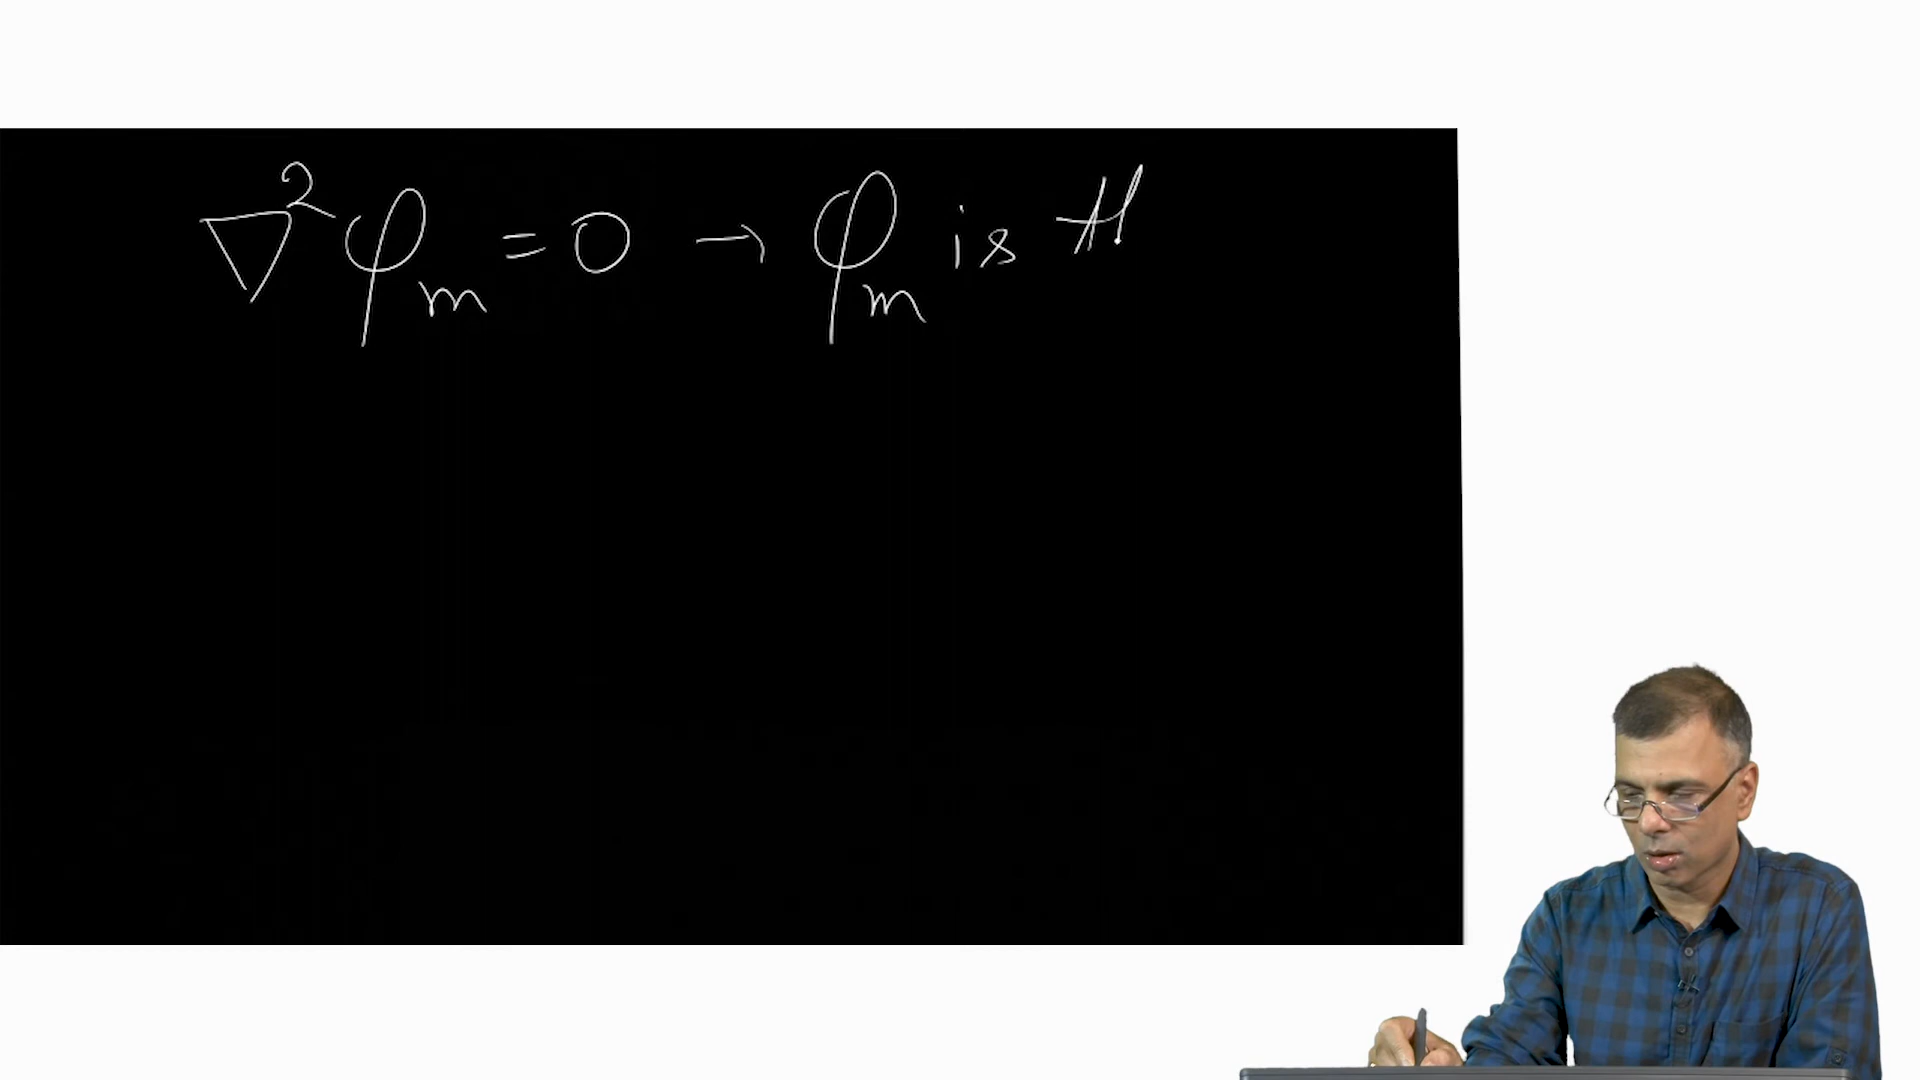 ∇²φₘ = 0 → φₘ is H